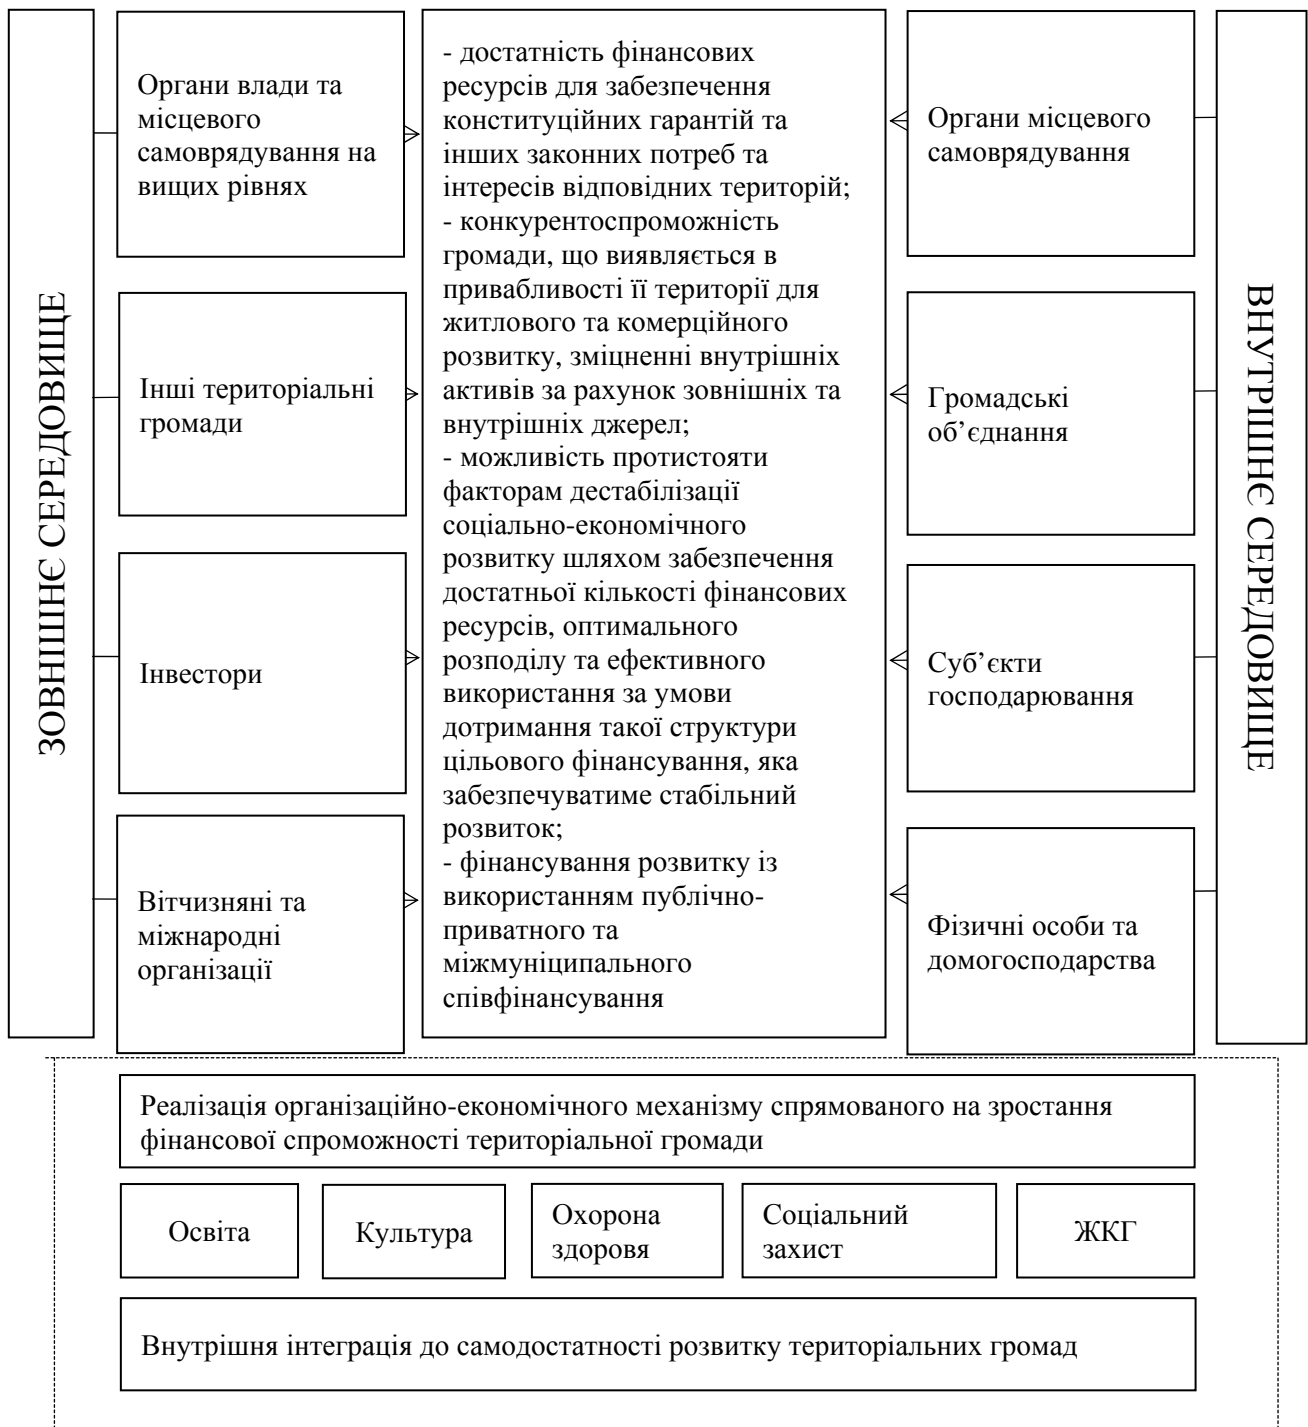 ЗОВНІШНЄ СЕРЕДОВИЩЕ
Органи влади та
місцевого
самоврядування на
вищих рівнях
Інші територіальні
громади
Інвестори
Вітчизняні та
міжнародні
організації
- достатність фінансових
ресурсів для забезпечення
конституційних гарантій та
інших законних потреб та
інтересів відповідних територій;
- конкурентоспроможність
громади, що виявляється в
привабливості її території для
житлового та комерційного
розвитку, зміцненні внутрішніх
активів за рахунок зовнішніх та
внутрішніх джерел;
- можливість протистояти
факторам дестабілізації
соціально-економічного
розвитку шляхом забезпечення
достатньої кількості фінансових
ресурсів, оптимального
розподілу та ефективного
використання за умови
дотримання такої структури
цільового фінансування, яка
забезпечуватиме стабільний
розвиток;
- фінансування розвитку із
використанням публічно-
приватного та
міжмуніципального
співфінансування
Органи місцевого
самоврядування
Громадські
об’єднання
Суб’єкти
господарювання
Фізичні особи та
домогосподарства
ВНУТРІШНЄ СЕРЕДОВИЩЕ
Реалізація організаційно-економічного механізму спрямованого на зростання
фінансової спроможності територіальної громади
Освіта
Культура
Охорона
здоровя
Соціальний
захист
ЖКГ
Внутрішня інтеграція до самодостатності розвитку територіальних громад